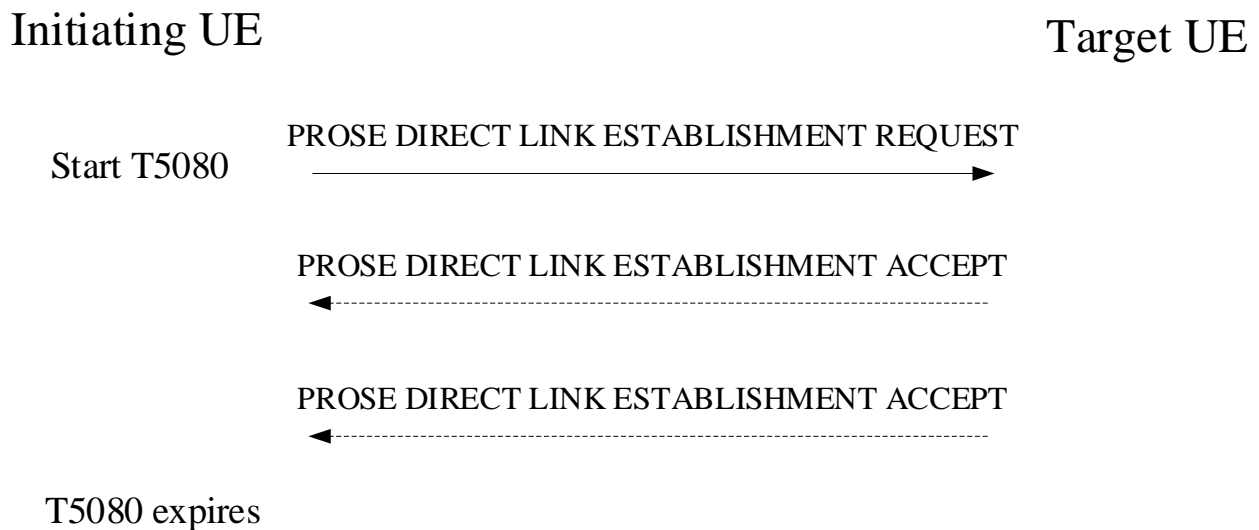 Initiating UE
Target UE
PROSE DIRECT LINK ESTABLISHMENT REQUEST
Start T5080
PROSE DIRECT LINK ESTABLISHMENT ACCEPT
PROSE DIRECT LINK ESTABLISHMENT ACCEPT
T5080 expires